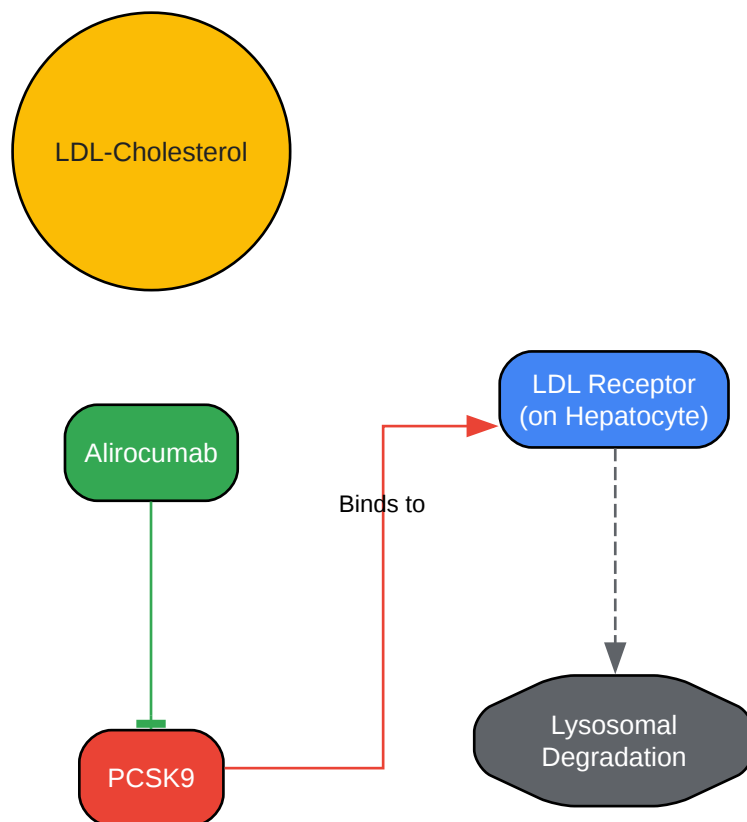 LDL-Cholesterol
LDL Receptor
(on Hepatocyte)
Alirocumab
Binds to
Lysosomal
Degradation
PCSK9